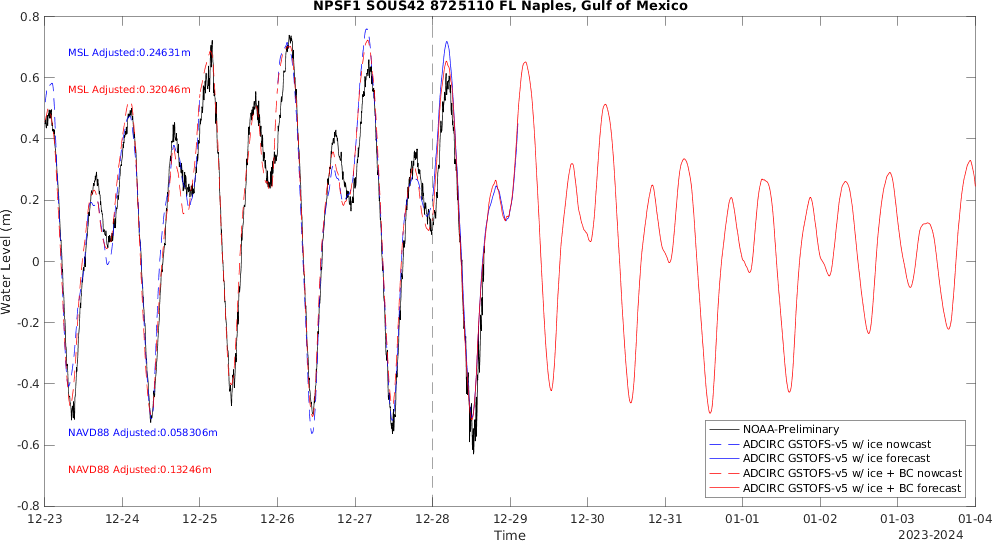 NPSF1 SOUS42 8725110 FL Naples, Gulf of Mexico
0.8
0.6
0.4
0.2
0
-0.2
-0.4
-0.6
-0.8
Water Level (m)
MSL Adjusted:0.24631m
MSL Adjusted:0.32046m
NAVD88 Adjusted:0.058306m
NAVD88 Adjusted:0.13246m
NOAA-Preliminary
ADCIRC GSTOFS-v5 w/ ice nowcast
ADCIRC GSTOFS-v5 w/ ice forecast
ADCIRC GSTOFS-v5 w/ ice + BC nowcast
ADCIRC GSTOFS-v5 w/ ice + BC forecast
12-23 12-24 12-25 12-26 12-27 12-28 12-29 12-30 12-31 01-01 01-02 01-03 01-04
Time
2023-2024